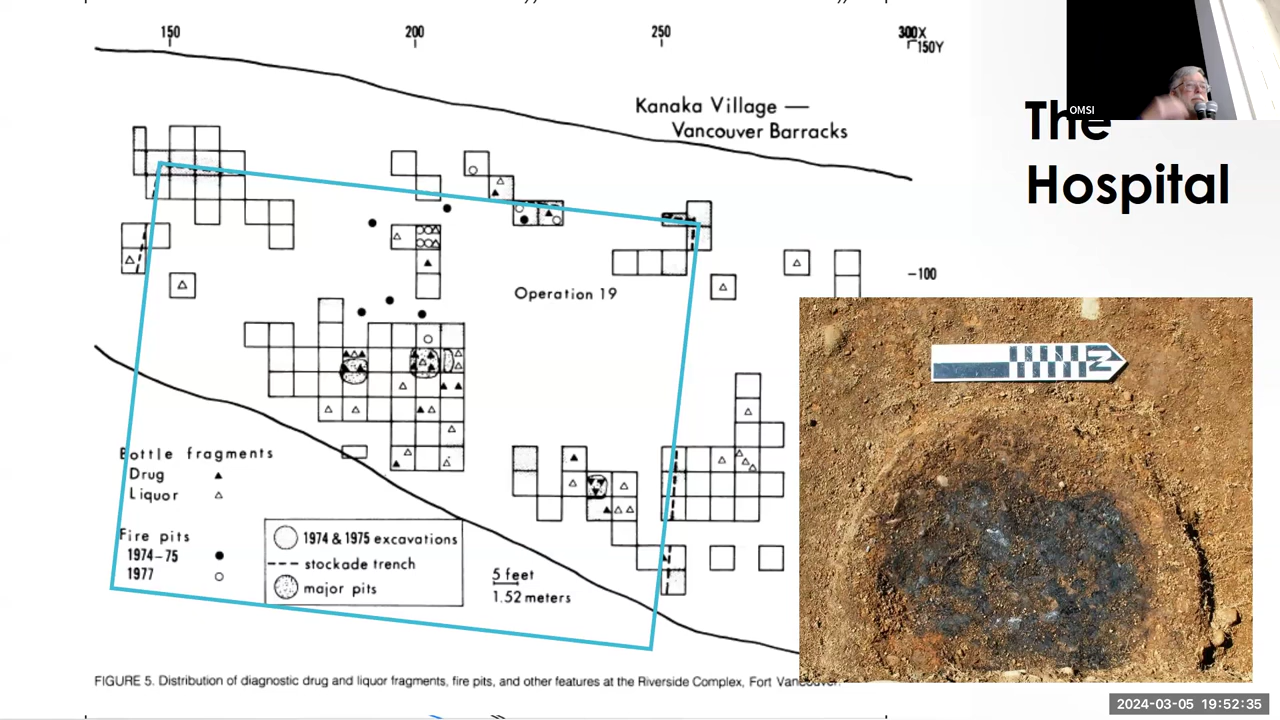 150
200
250
300X
150Y
Kanaka Village —
Vancouver Barracks
OMSI
The
Hospital
-100
Operation 19
Bottle fragments
Drug
Liquor
Fire pits
1974-75
1977
1974 & 1975 excavations
stockade trench
major pits
5 feet
1.52 meters
N
FIGURE 5. Distribution of diagnostic drug and liquor fragments, fire pits, and other features at the Riverside Complex, Fort Vancouver.
2024-03-05 19:52:35